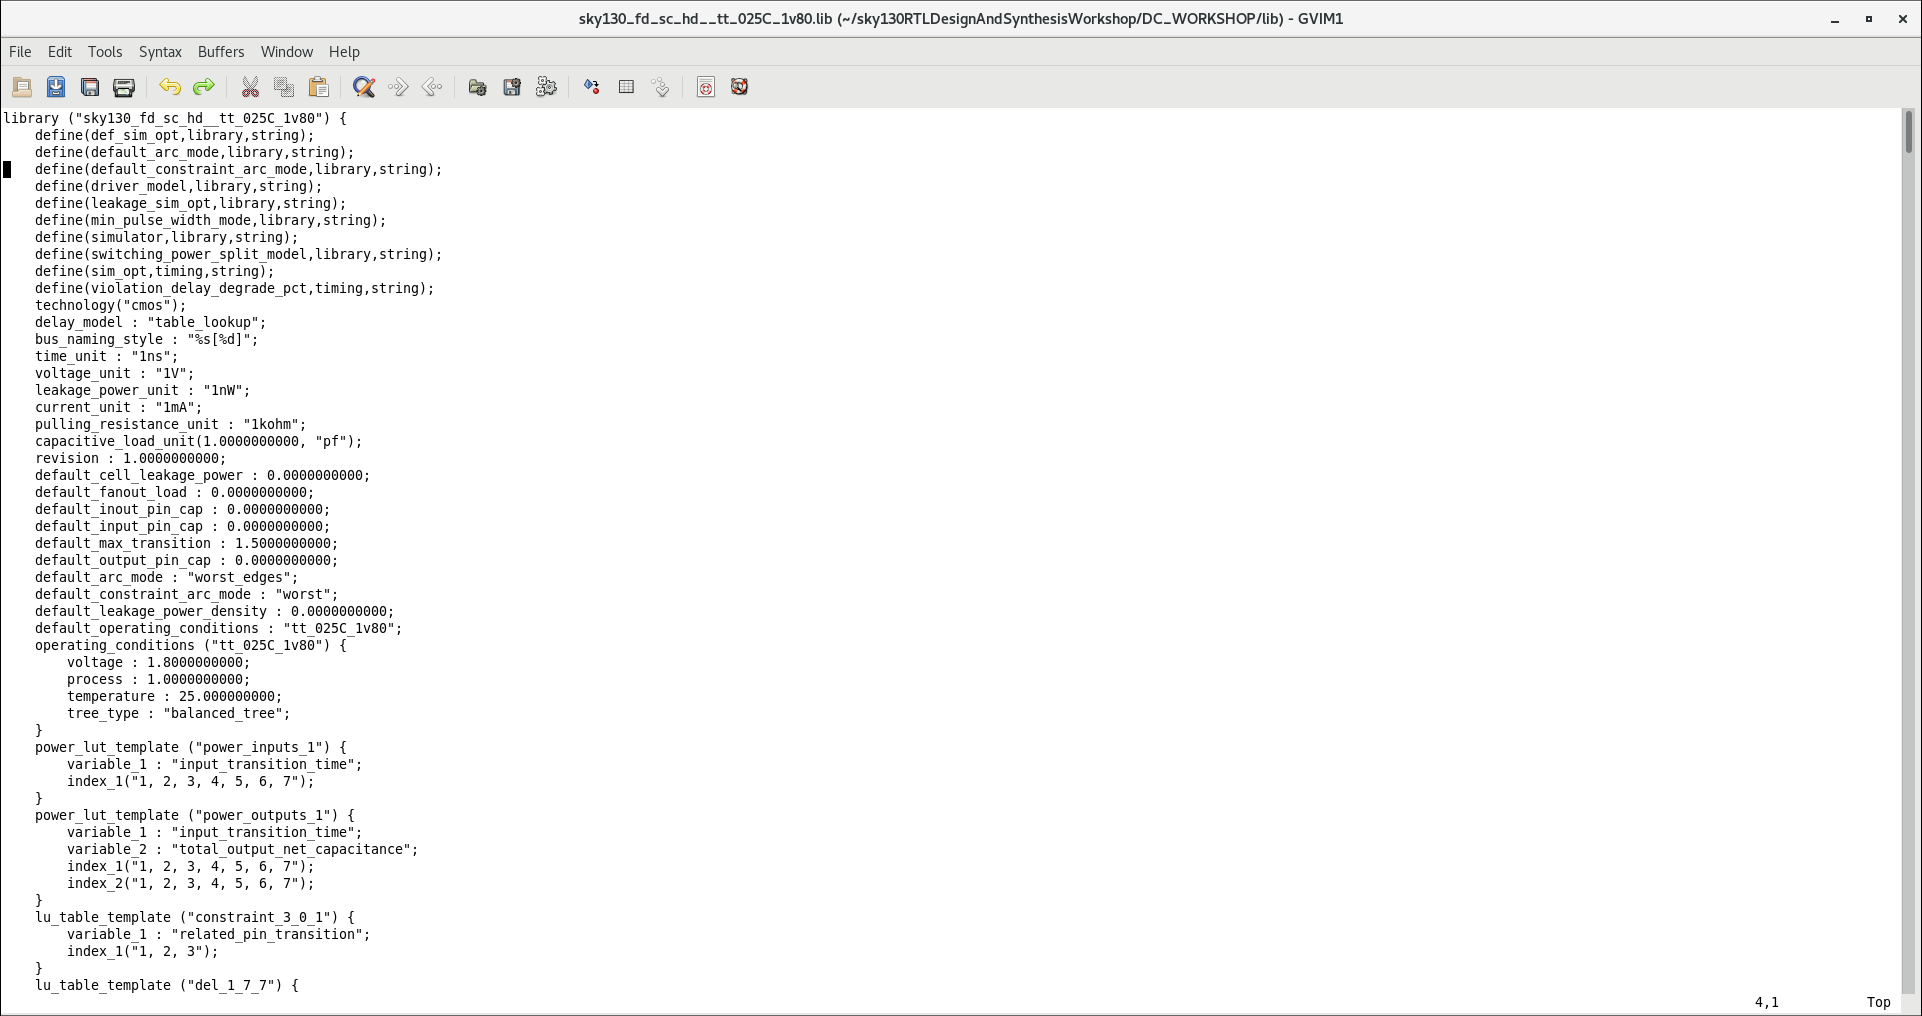 sky130_fd_sc_hd__tt_025C_1v80.lib (~/sky130RTLDesignAndSynthesisWorkshop/DC_WORKSHOP/lib) - GVIM1
File Edit Tools Syntax Buffers Window Help
library ("sky130_fd_sc_hd__tt_025C_1v80") {
    define(def_sim_opt,library,string);
    define(default_arc_mode,library,string);
    define(default_constraint_arc_mode,library,string);
    define(driver_model,library,string);
    define(leakage_sim_opt,library,string);
    define(min_pulse_width_mode,library,string);
    define(simulator,library,string);
    define(switching_power_split_model,library,string);
    define(sim_opt,timing,string);
    define(violation_delay_degrade_pct,timing,string);
    technology("cmos");
    delay_model : "table_lookup";
    bus_naming_style : "%s[%d]";
    time_unit : "1ns";
    voltage_unit : "1V";
    leakage_power_unit : "1nW";
    current_unit : "1mA";
    pulling_resistance_unit : "1kohm";
    capacitive_load_unit(1.0000000000, "pf");
    revision : 1.0000000000;
    default_cell_leakage_power : 0.0000000000;
    default_fanout_load : 0.0000000000;
    default_inout_pin_cap : 0.0000000000;
    default_input_pin_cap : 0.0000000000;
    default_max_transition : 1.5000000000;
    default_output_pin_cap : 0.0000000000;
    default_arc_mode : "worst_edges";
    default_constraint_arc_mode : "worst";
    default_leakage_power_density : 0.0000000000;
    default_operating_conditions : "tt_025C_1v80";
    operating_conditions ("tt_025C_1v80") {
        voltage : 1.8000000000;
        process : 1.0000000000;
        temperature : 25.000000000;
        tree_type : "balanced_tree";
    }
    power_lut_template ("power_inputs_1") {
        variable_1 : "input_transition_time";
        index_1("1, 2, 3, 4, 5, 6, 7");
    }
    power_lut_template ("power_outputs_1") {
        variable_1 : "input_transition_time";
        variable_2 : "total_output_net_capacitance";
        index_1("1, 2, 3, 4, 5, 6, 7");
        index_2("1, 2, 3, 4, 5, 6, 7");
    }
    lu_table_template ("constraint_3_0_1") {
        variable_1 : "related_pin_transition";
        index_1("1, 2, 3");
    }
    lu_table_template ("del_1_7_7") {
4,1 Top